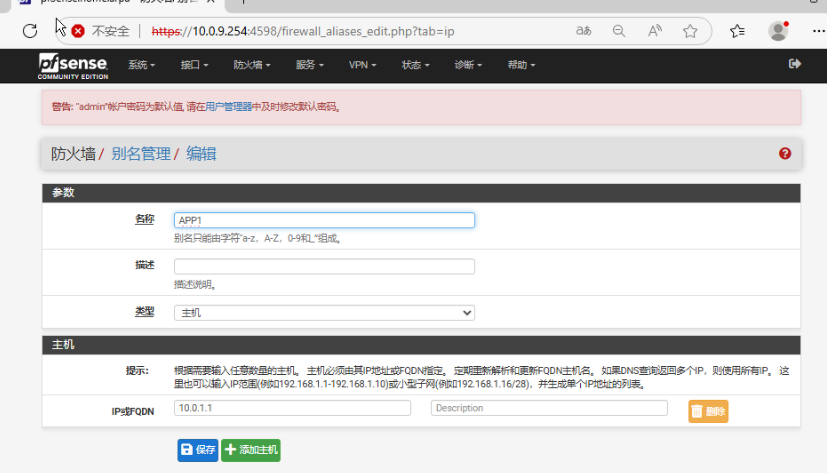 不安全 https://10.0.9.254:4598/firewall_aliases_edit.php?tab=ip
pfsense
COMMUNITY EDITION
系统 接口 防火墙 服务 VPN 状态 诊断 帮助
警告: "admin"帐户密码为默认值, 请在用户管理器中及时修改默认密码。
防火墙/ 别名管理/ 编辑
参数
名称 APP1
别名只能由字符"a-z, A-Z, 0-9和_"组成。
描述
描述说明。
类型 主机
主机
提示: 根据需要输入任意数量的主机。 主机必须由其IP地址或FQDN指定。 定期重新解析和更新FQDN主机名。 如果DNS查询返回多个IP，则使用所有IP。 这
里也可以输入IP范围(例如192.168.1.1-192.168.1.10)或小型子网(例如192.168.1.16/28)，并生成单个IP地址的列表。
IP或FQDN 10.0.1.1 Description 删除
保存 添加主机